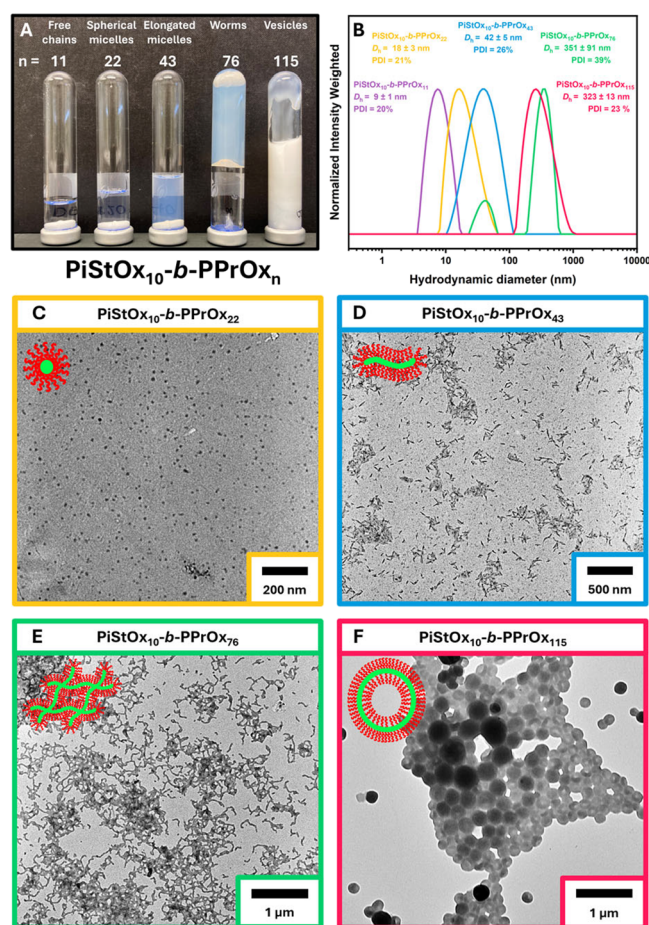 A
Free chains
Spherical micelles
Elongated micelles
Worms
Vesicles
n = 11 22 43 76 115
PiStOx10-b-PPrOxn
B
PiStOx10-b-PPrOx22
Dh = 18 ± 3 nm
PDI = 21%
PiStOx10-b-PPrOx43
Dh = 42 ± 5 nm
PDI = 26%
PiStOx10-b-PPrOx76
Dh = 351 ± 91 nm
PDI = 39%
PiStOx10-b-PPrOx11
Dh = 9 ± 1 nm
PDI = 20%
PiStOx10-b-PPrOx115
Dh = 323 ± 13 nm
PDI = 23 %
Normalized Intensity Weighted
1 10 100 1000 10000
Hydrodynamic diameter (nm)
C
PiStOx10-b-PPrOx22
200 nm
D
PiStOx10-b-PPrOx43
500 nm
E
PiStOx10-b-PPrOx76
1 µm
F
PiStOx10-b-PPrOx115
1 µm